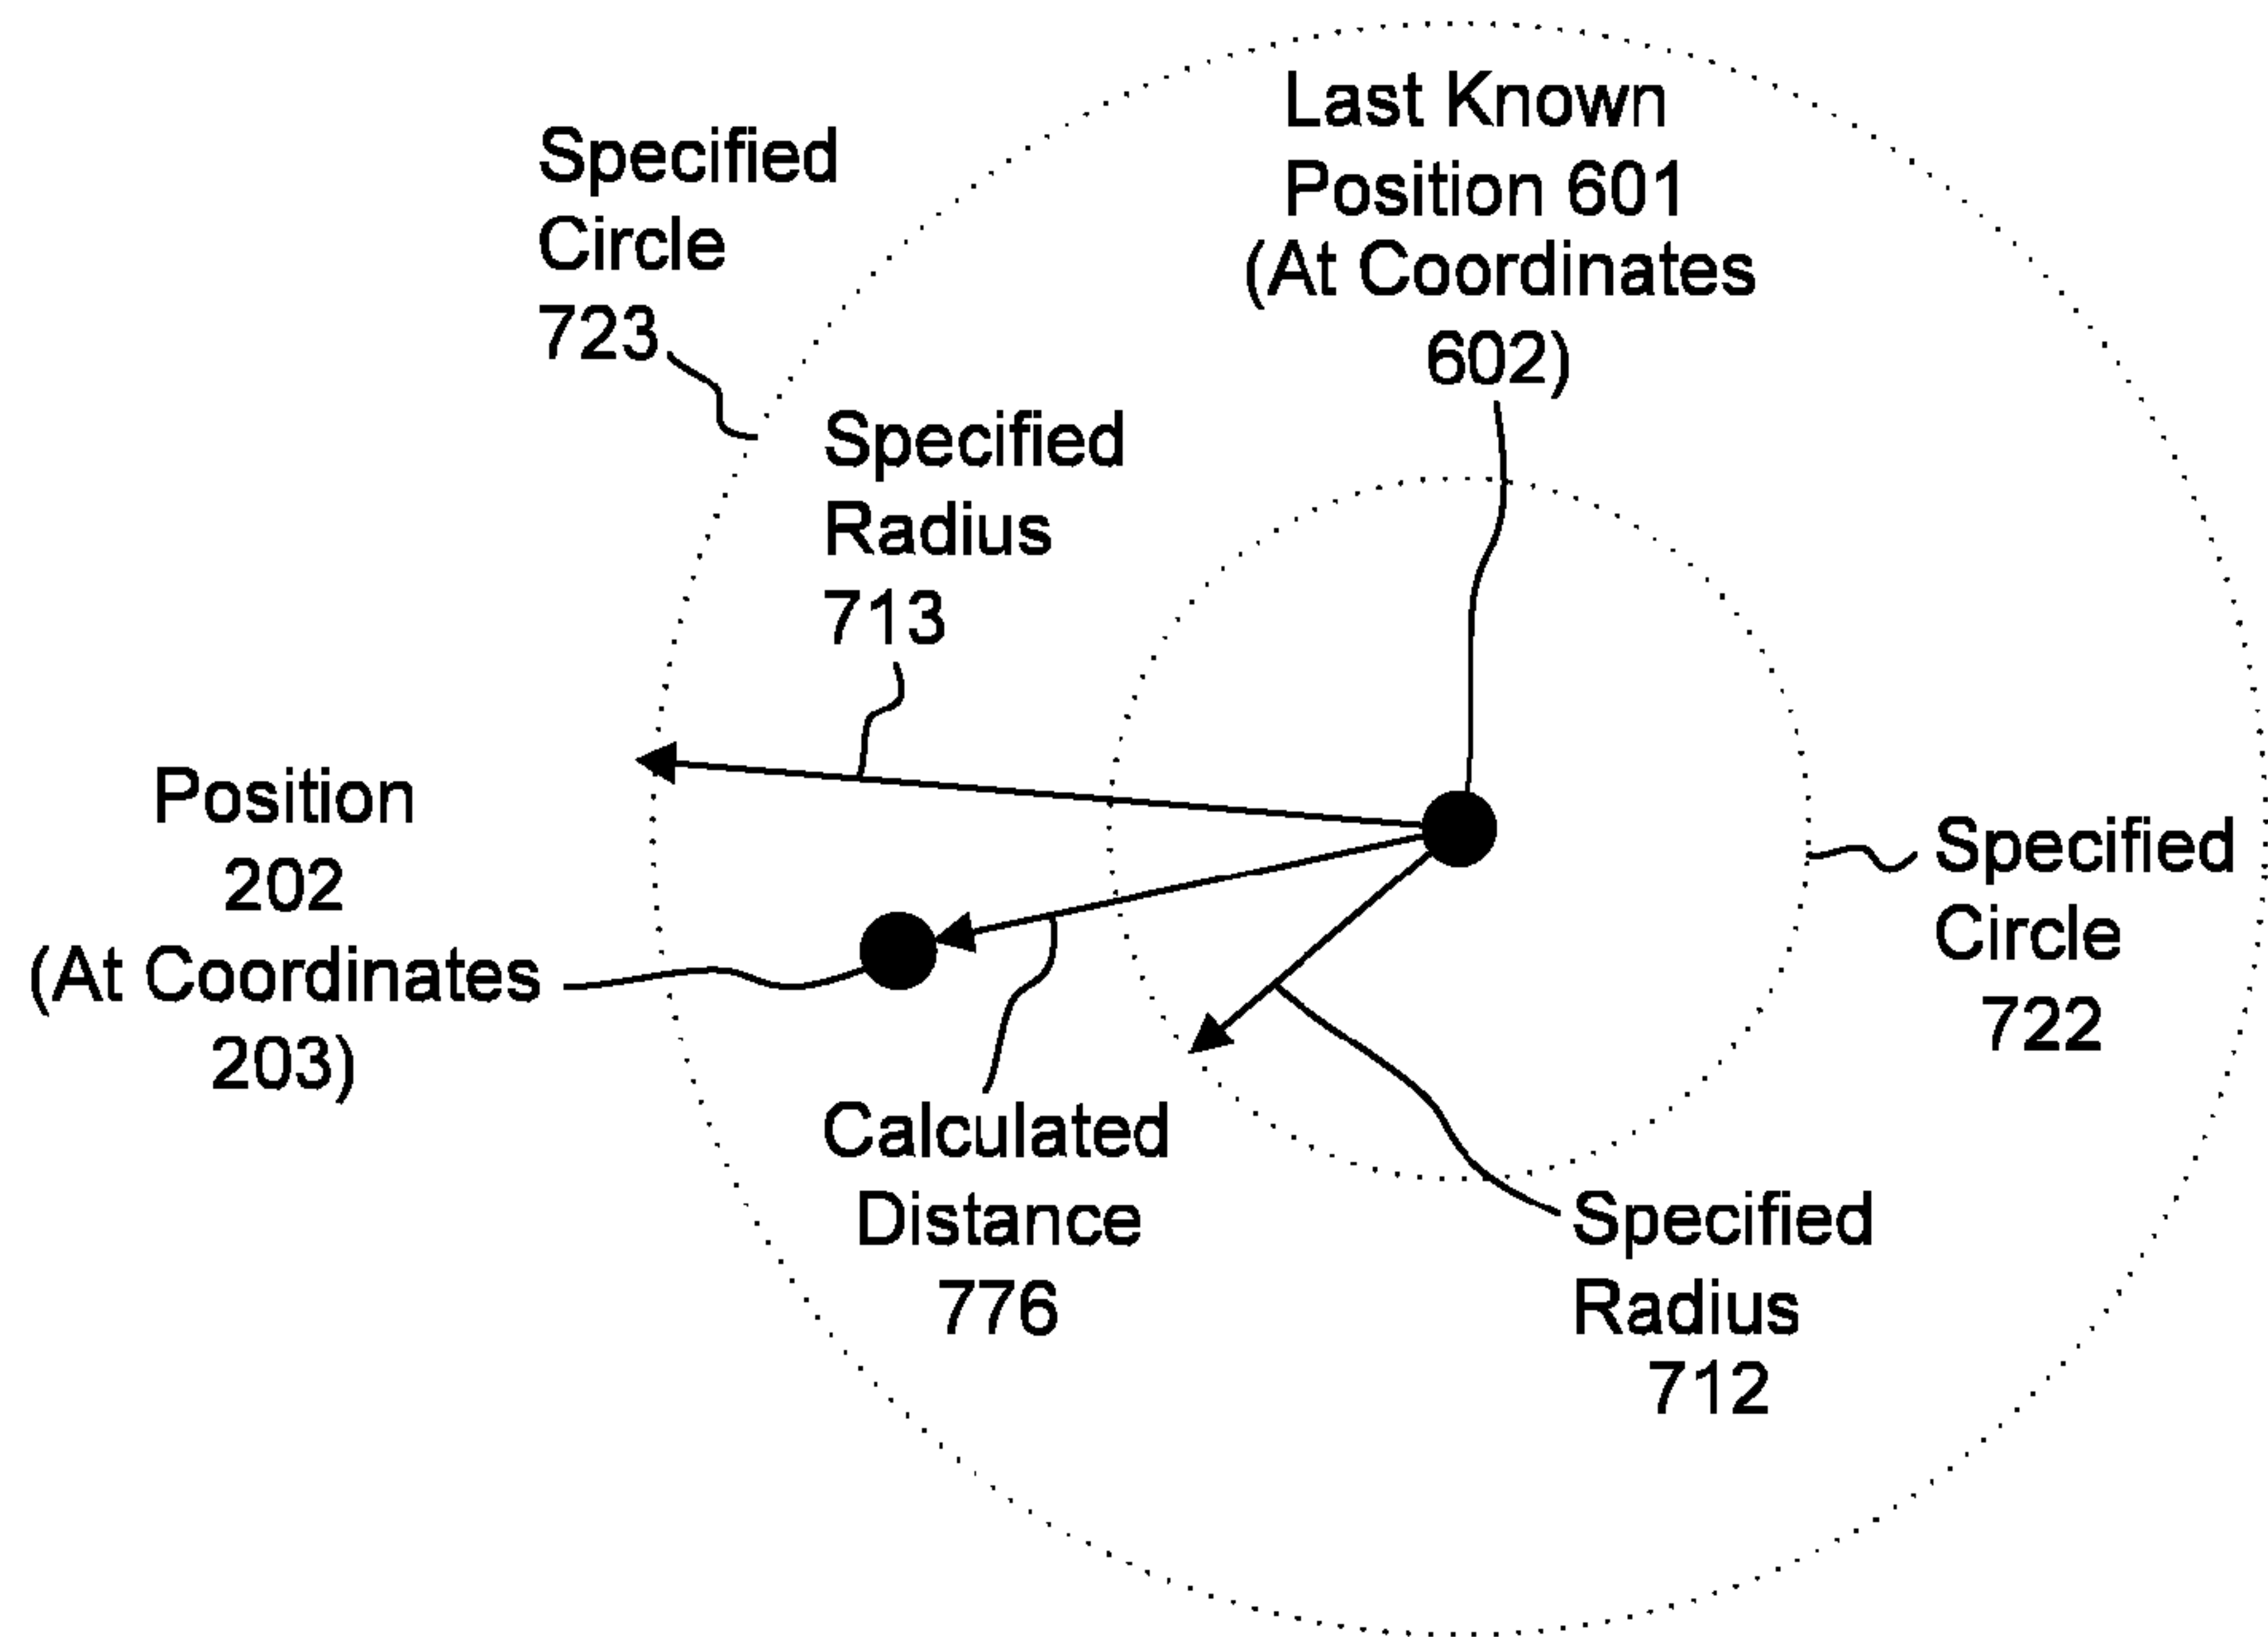 Last Known
Position 601
(At Coordinates
602)
Specified
Circle
723
Specified
Radius
713
Position
202
(At Coordinates
203)
Specified
Circle
722
Calculated
Distance
776
Specified
Radius
712